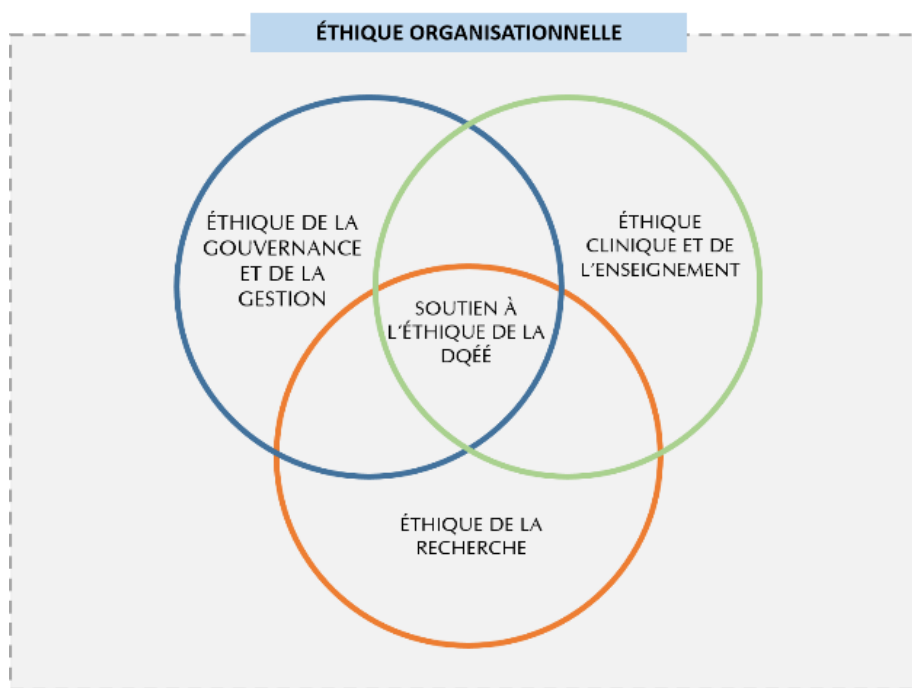 ÉTHIQUE ORGANISATIONNELLE
ÉTHIQUE DE LA
GOUVERNANCE
ET DE LA
GESTION
ÉTHIQUE
CLINIQUE ET DE
L'ENSEIGNEMENT
SOUTIEN À
L'ÉTHIQUE DE LA
DQÉÉ
ÉTHIQUE DE LA
RECHERCHE